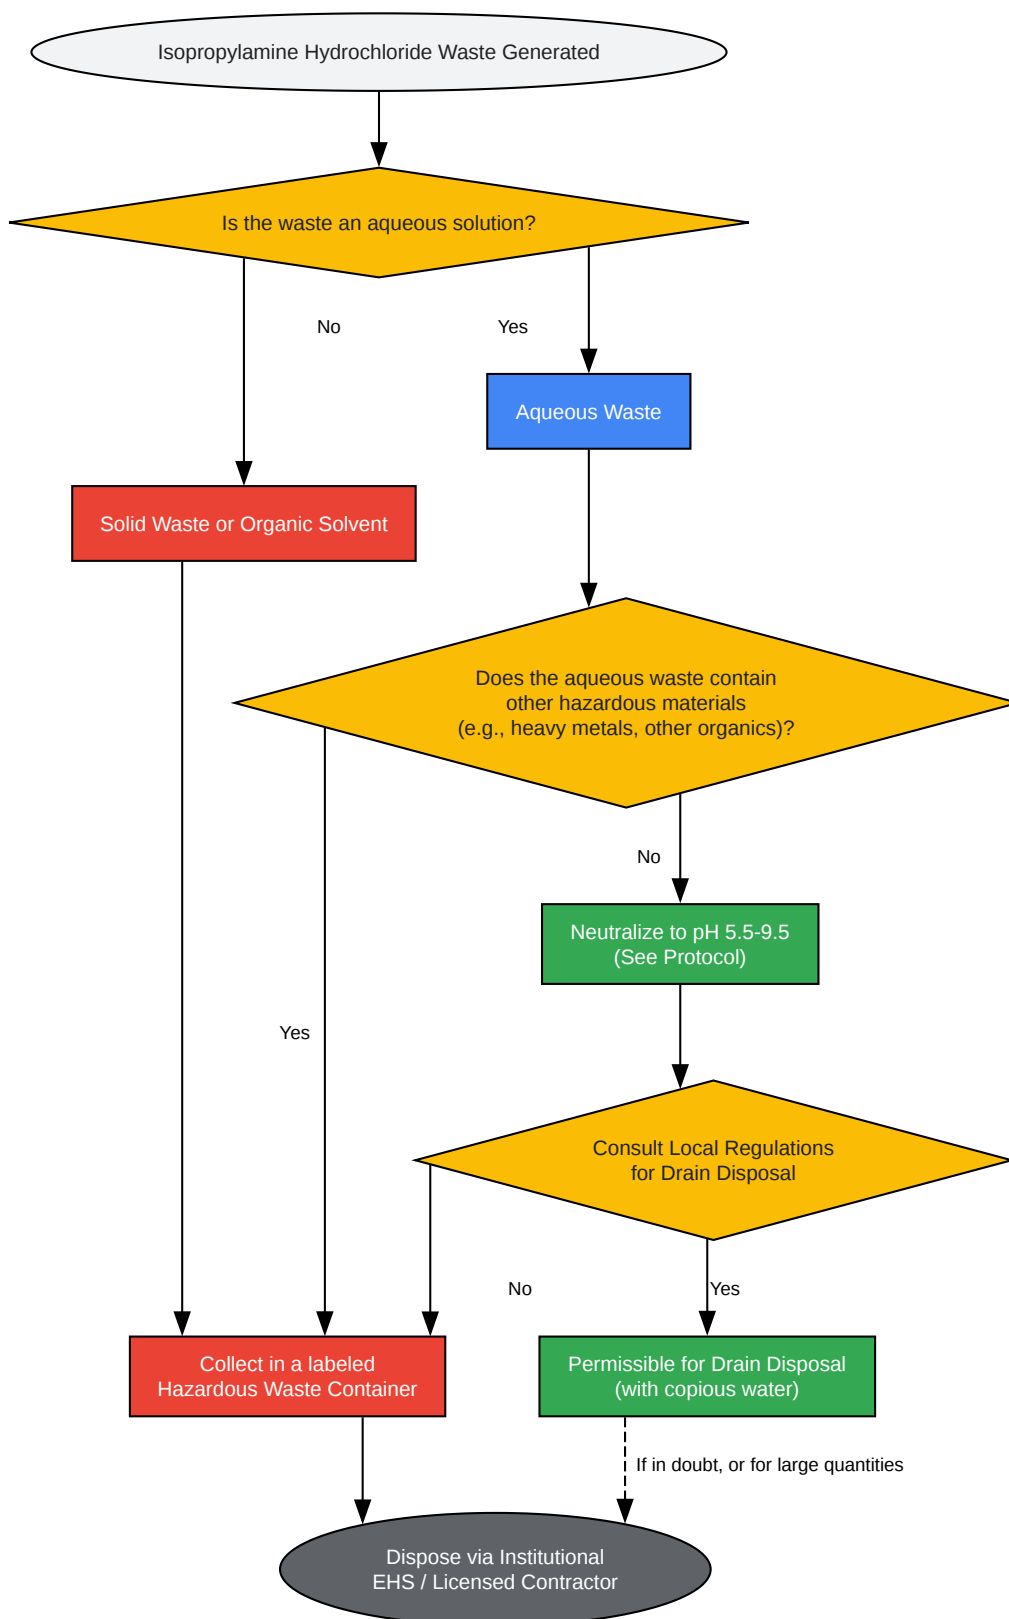 Isopropylamine Hydrochloride Waste Generated
Is the waste an aqueous solution?
No
Yes
Aqueous Waste
Solid Waste or Organic Solvent
Does the aqueous waste contain
other hazardous materials
(e.g., heavy metals, other organics)?
No
Neutralize to pH 5.5-9.5
(See Protocol)
Yes
Consult Local Regulations
for Drain Disposal
No
Yes
Collect in a labeled
Hazardous Waste Container
Permissible for Drain Disposal
(with copious water)
If in doubt, or for large quantities
Dispose via Institutional
EHS / Licensed Contractor